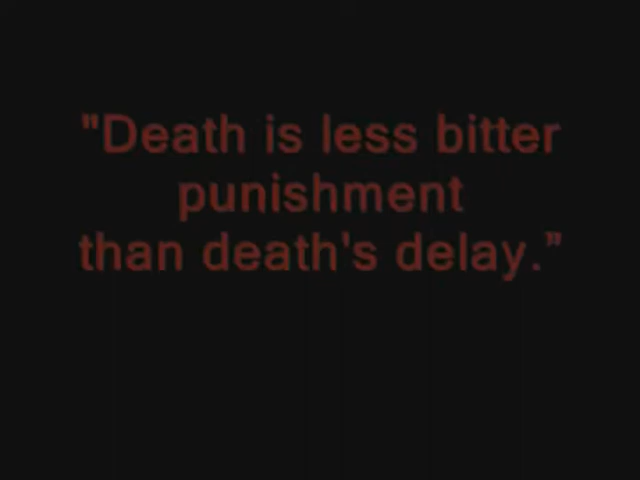 "Death is less bitter
punishment
than death's delay.”